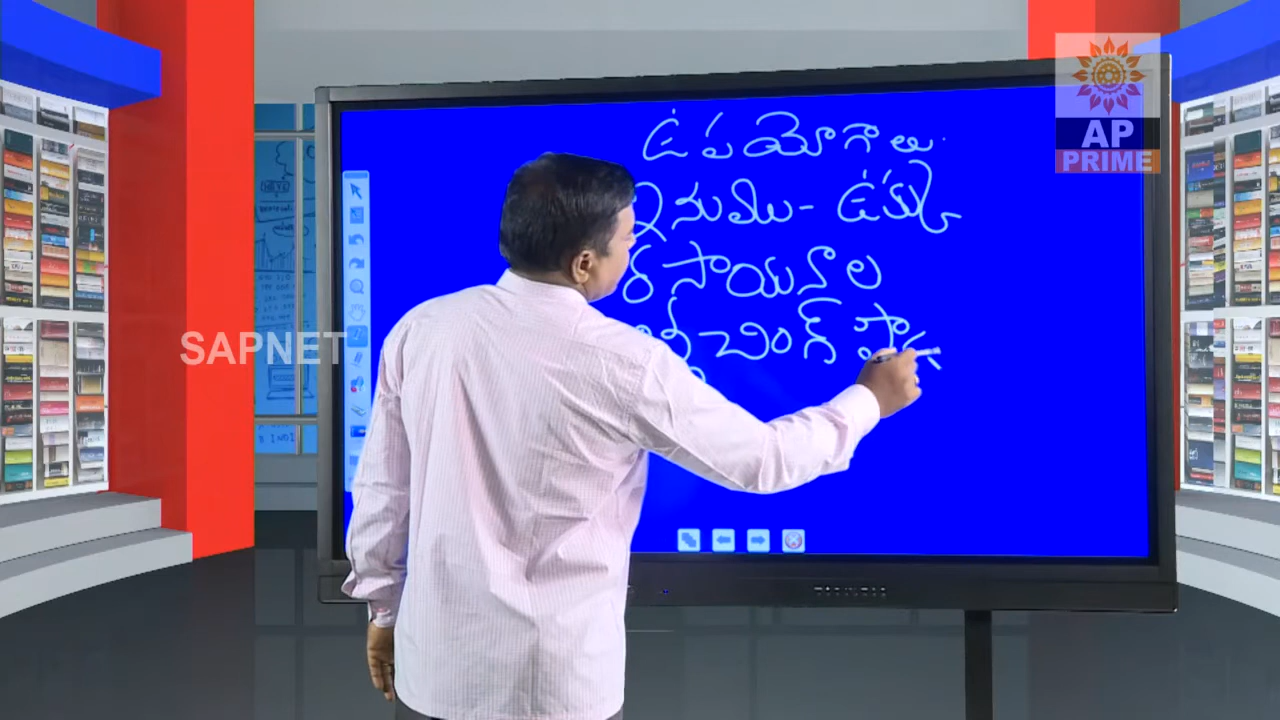 ఉపయోగాలు
ఇనుము - ఉక్కు
రసాయనాల
చింగ్
SAPNET
AP
PRIME